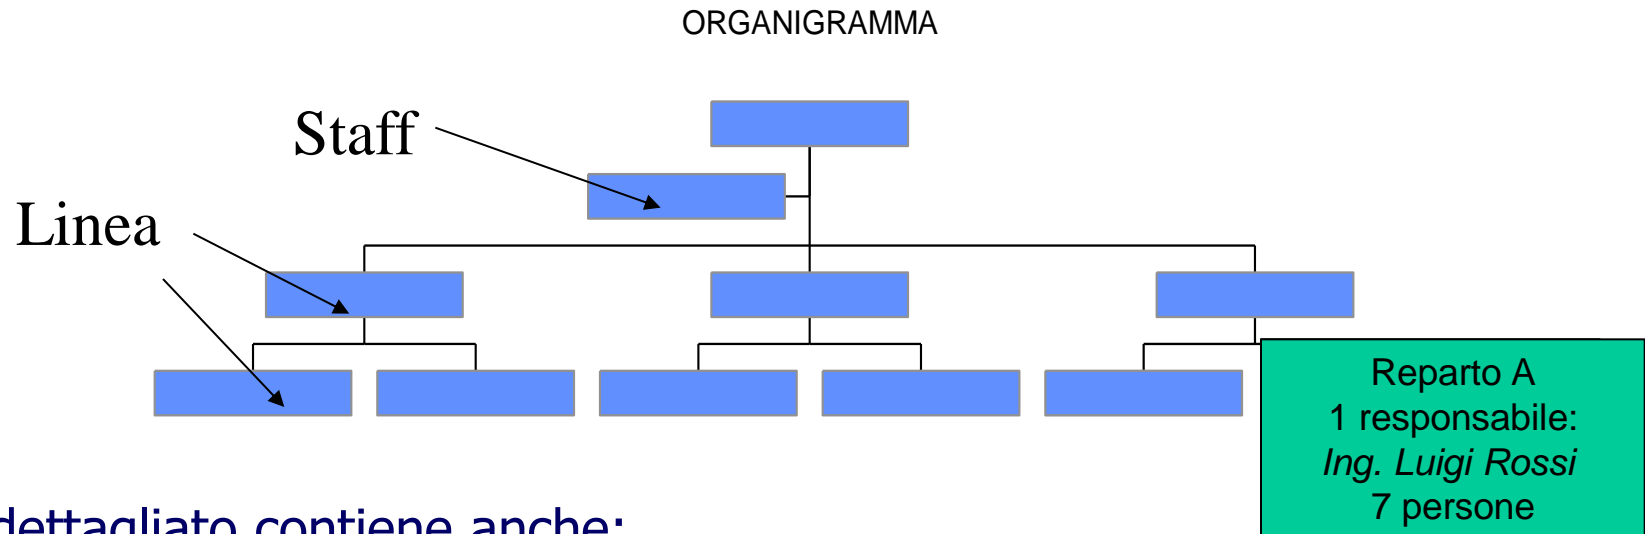 ORGANIGRAMMA
Staff
Linea
Reparto A
1 responsabile:
Ing. Luigi Rossi
7 persone
dettagliato contiene anche: